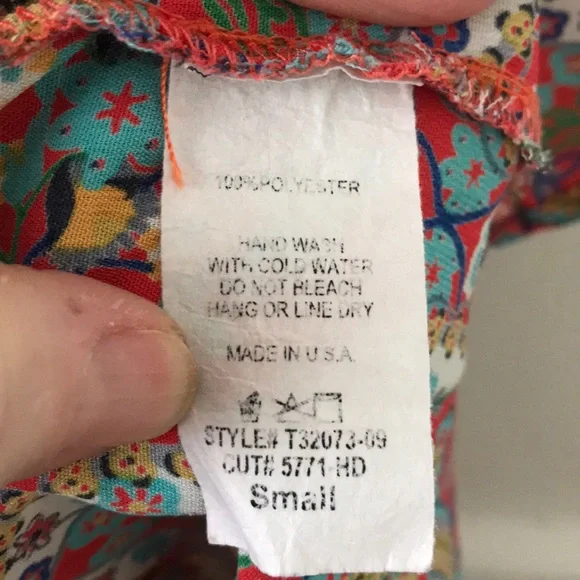 100% POLYESTER
HAND WASH
WITH COLD WATER
DO NOT BLEACH
HANG OR LINE DRY
MADE IN U.S.A.
STYLE# T32073-09
CUT# 5771-HD
Small